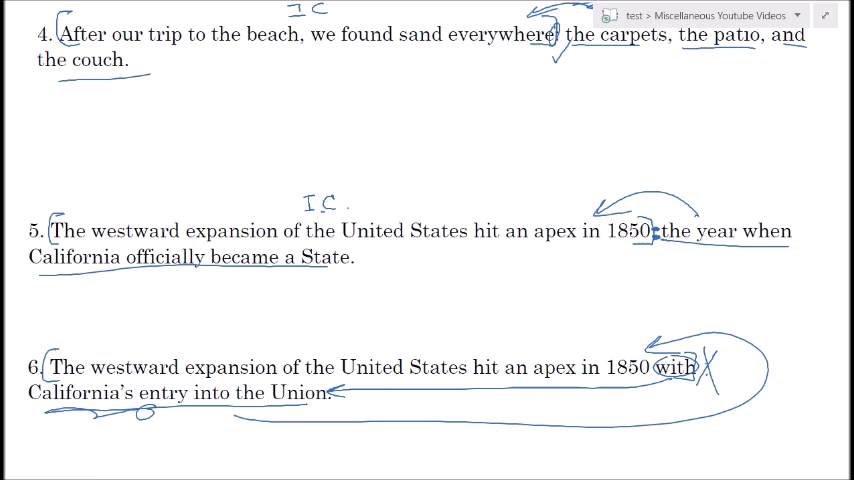 I C
test > Miscellaneous Youtube Videos
4. After our trip to the beach, we found sand everywhere: the carpets, the patio, and
the couch.
I.C.
5. The westward expansion of the United States hit an apex in 1850: the year when
California officially became a State.
6. The westward expansion of the United States hit an apex in 1850 with
California's entry into the Union.